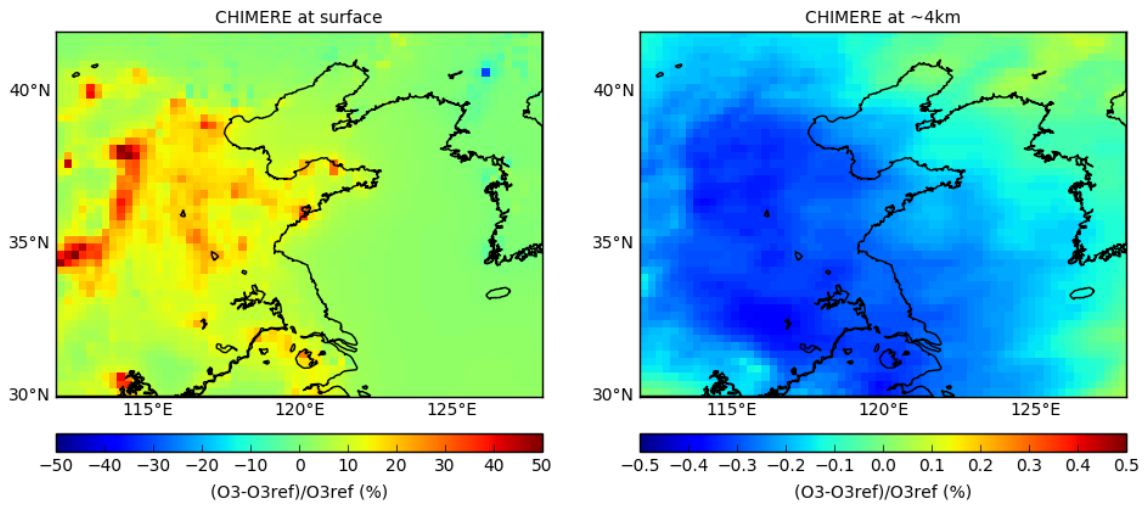 CHIMERE at surface
40°N
35°N
30°N
115°E 120°E 125°E
−50 −40 −30 −20 −10 0 10 20 30 40 50
(O3-O3ref)/O3ref (%)
CHIMERE at ~4km
40°N
35°N
30°N
115°E 120°E 125°E
−0.5 −0.4 −0.3 −0.2 −0.1 0.0 0.1 0.2 0.3 0.4 0.5
(O3-O3ref)/O3ref (%)